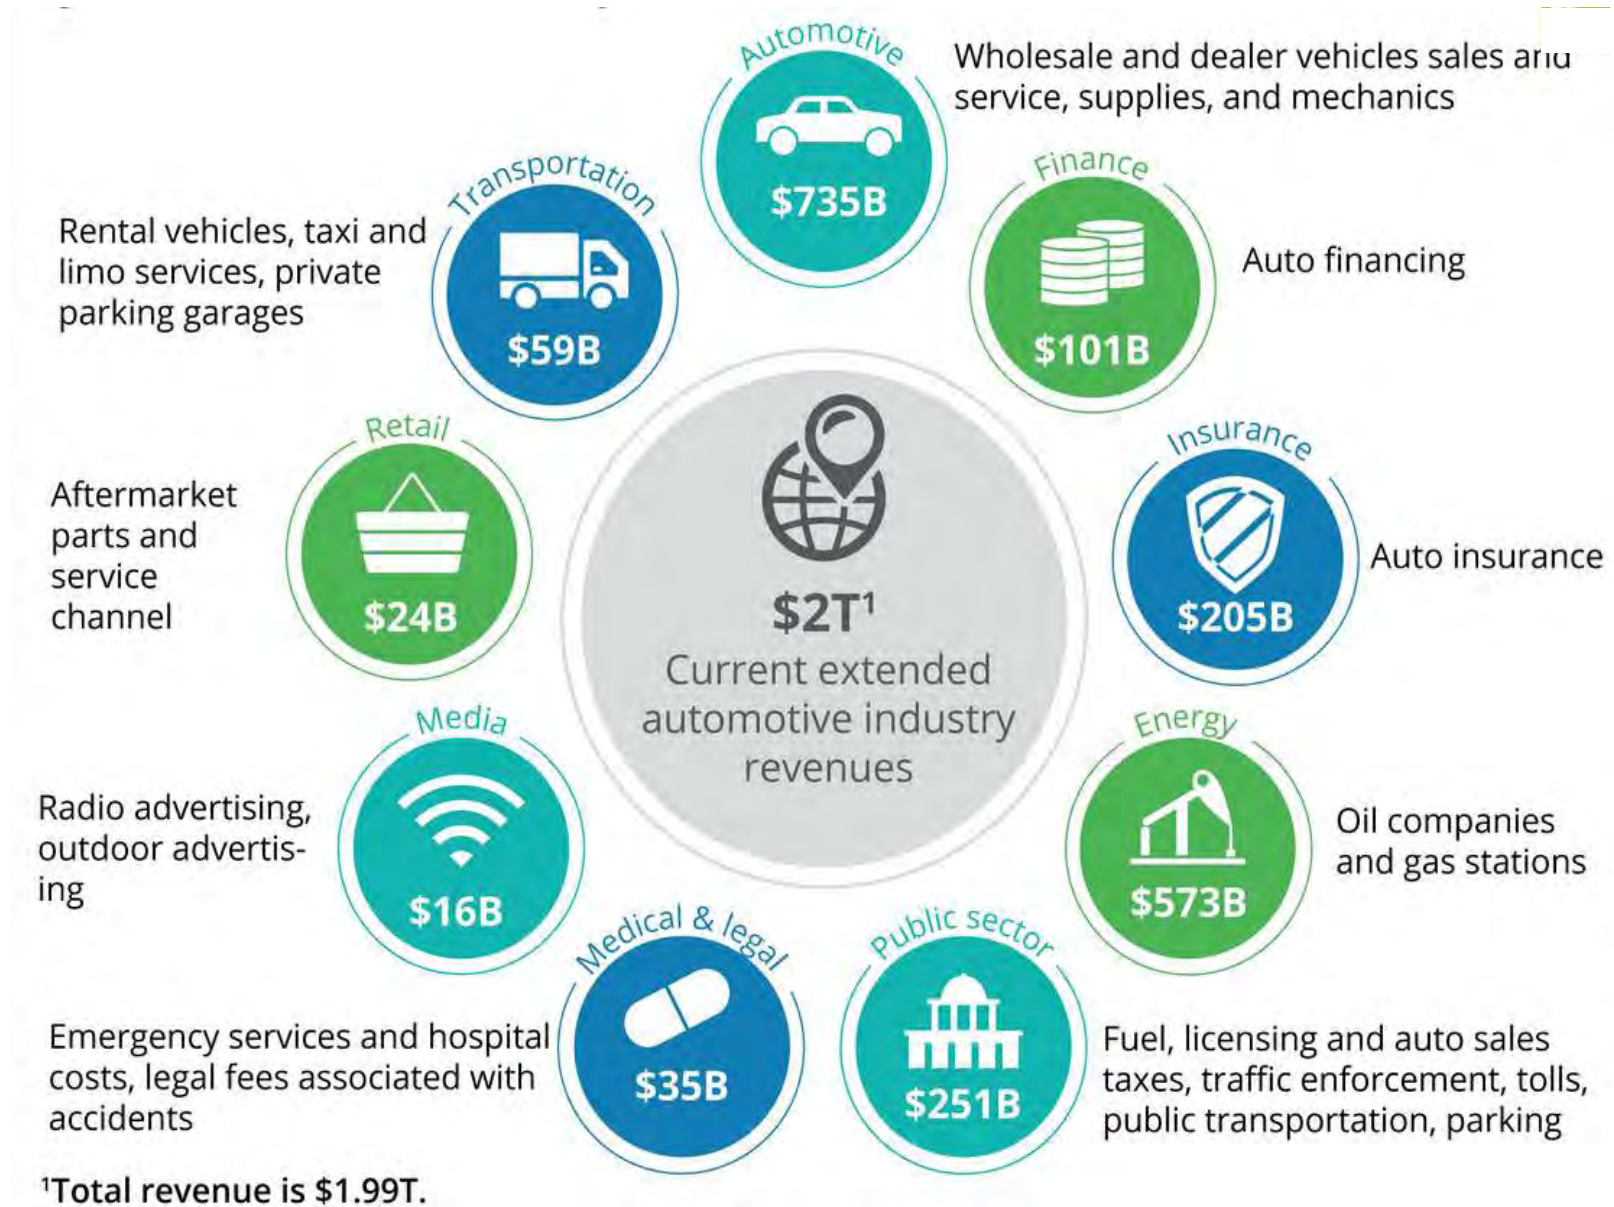 Automotive
$735B
Wholesale and dealer vehicles sales and
service, supplies, and mechanics
Finance
$101B
Auto financing
Insurance
$205B
Auto insurance
Energy
$573B
Oil companies
and gas stations
Public sector
$251B
Fuel, licensing and auto sales
taxes, traffic enforcement, tolls,
public transportation, parking
Medical & legal
$35B
Emergency services and hospital
costs, legal fees associated with
accidents
Media
$16B
Radio advertising,
outdoor advertis-
ing
Retail
$24B
Aftermarket
parts and
service
channel
Transportation
$59B
Rental vehicles, taxi and
limo services, private
parking garages
$2T¹
Current extended
automotive industry
revenues
¹Total revenue is $1.99T.